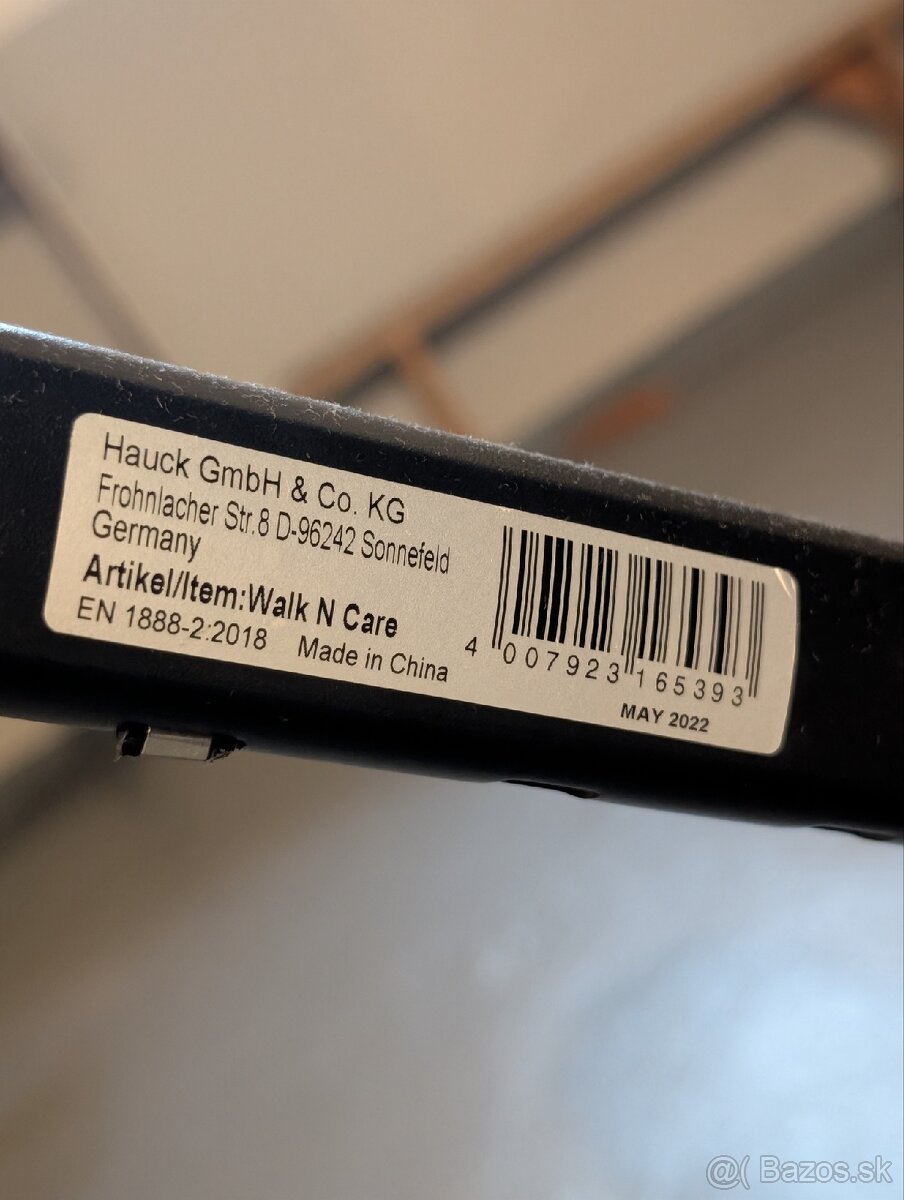 Hauck GmbH & Co. KG
Frohnlacher Str.8 D-96242 Sonnefeld
Germany
Artikel/Item:Walk N Care
EN 1888-2:2018 Made in China
4 007923 165393
MAY 2022
@( Bazos.sk